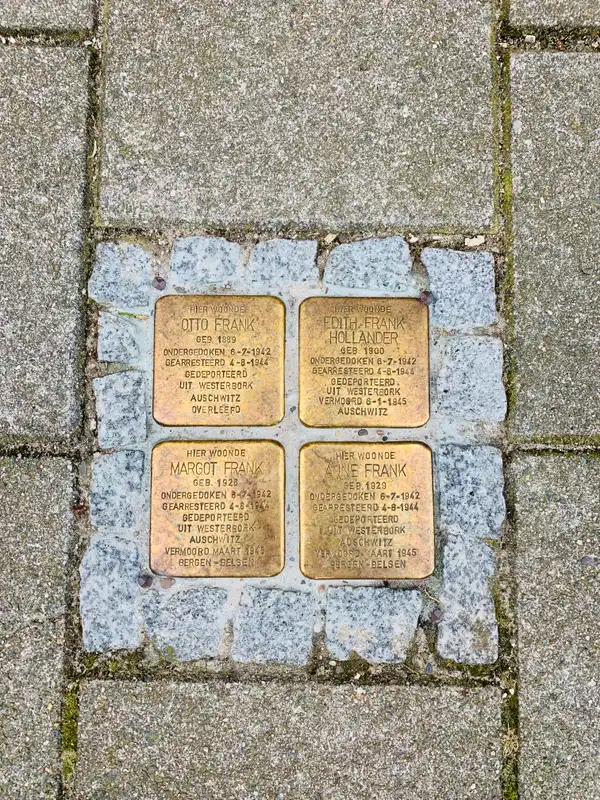 HIER WOONDE
OTTO FRANK
GEB. 1889
ONDERGEDOKEN 6-7-1942
GEARRESTEERD 4-8-1944
GEDEPORTEERD
UIT WESTERBORK
AUSCHWITZ
OVERLEEFD
HIER WOONDE
EDITH FRANK
HOLLÄNDER
GEB. 1900
ONDERGEDOKEN 6-7-1942
GEARRESTEERD 4-8-1944
GEDEPORTEERD
UIT WESTERBORK
VERMOORD 6-1-1945
AUSCHWITZ
HIER WOONDE
MARGOT FRANK
GEB. 1926
ONDERGEDOKEN 6-7-1942
GEARRESTEERD 4-8-1944
GEDEPORTEERD
UIT WESTERBORK
AUSCHWITZ
VERMOORD MAART 1945
BERGEN-BELSEN
HIER WOONDE
ANNE FRANK
GEB. 1929
ONDERGEDOKEN 6-7-1942
GEARRESTEERD 4-8-1944
GEDEPORTEERD
UIT WESTERBORK
AUSCHWITZ
VERMOORD MAART 1945
BERGEN-BELSEN